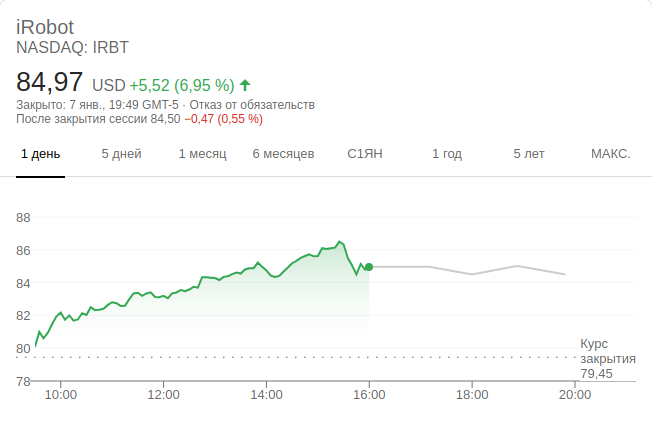 iRobot
NASDAQ: IRBT
84,97 USD +5,52 (6,95 %)
Закрыто: 7 янв., 19:49 GMT-5 · Отказ от обязательств
После закрытия сессии 84,50 −0,47 (0,55 %)
1 день 5 дней 1 месяц 6 месяцев С1ЯН 1 год 5 лет МАКС.
88
86
84
82
80
Курс
закрытия
79,45
78
10:00 12:00 14:00 16:00 18:00 20:00